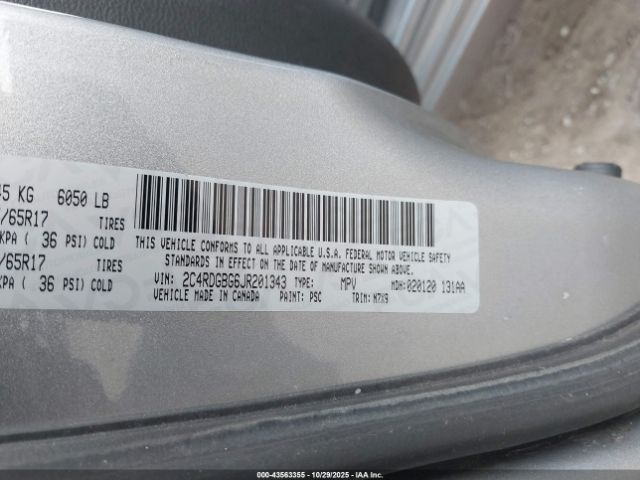 45 KG 6050 LB
/65R17 TIRES
KPA ( 36 PSI) COLD
/65R17 TIRES
KPA ( 36 PSI) COLD
THIS VEHICLE CONFORMS TO ALL APPLICABLE U.S.A. FEDERAL MOTOR VEHICLE SAFETY
STANDARDS IN EFFECT ON THE DATE OF MANUFACTURE SHOWN ABOVE.
VIN: 2C4RDGBG6JR201343 TYPE: MPV MDH: 020120 131AA
VEHICLE MADE IN CANADA PAINT: PSC TRIM: N7X9
000-43563355 | 10/29/2025 | IAA Inc.